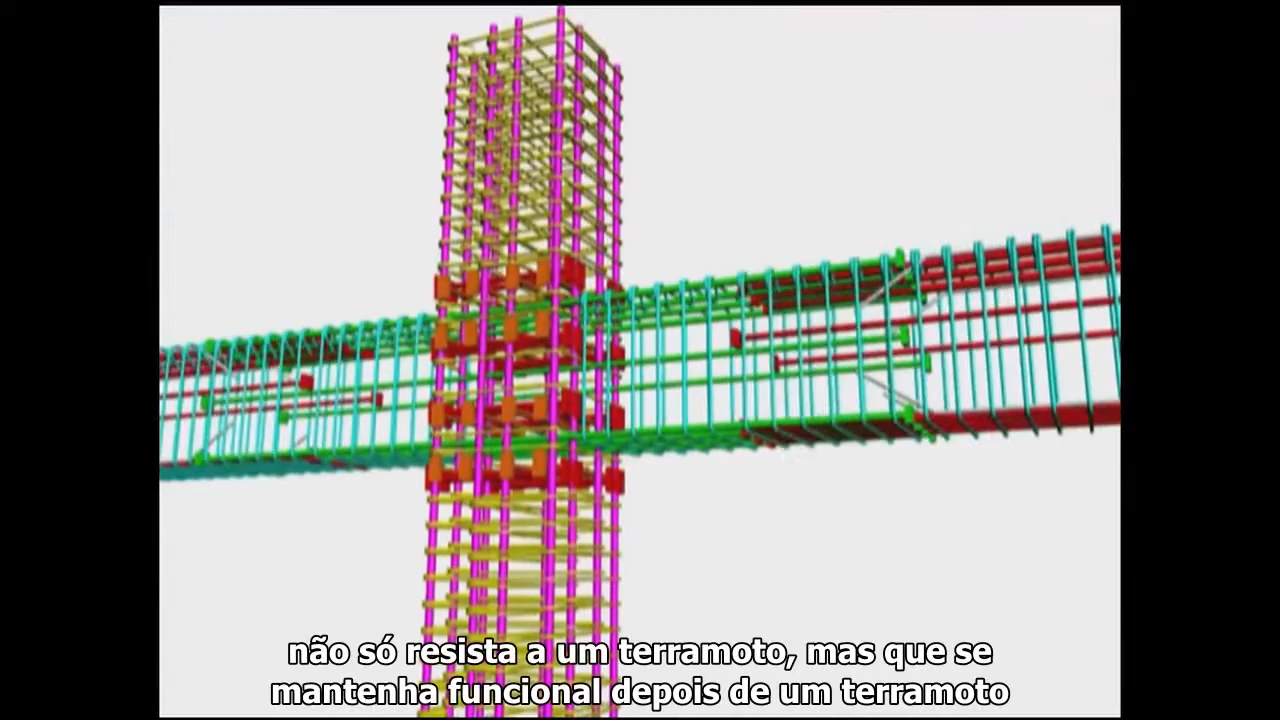 não só resista a um terramoto, mas que se
mantenha funcional depois de um terramoto